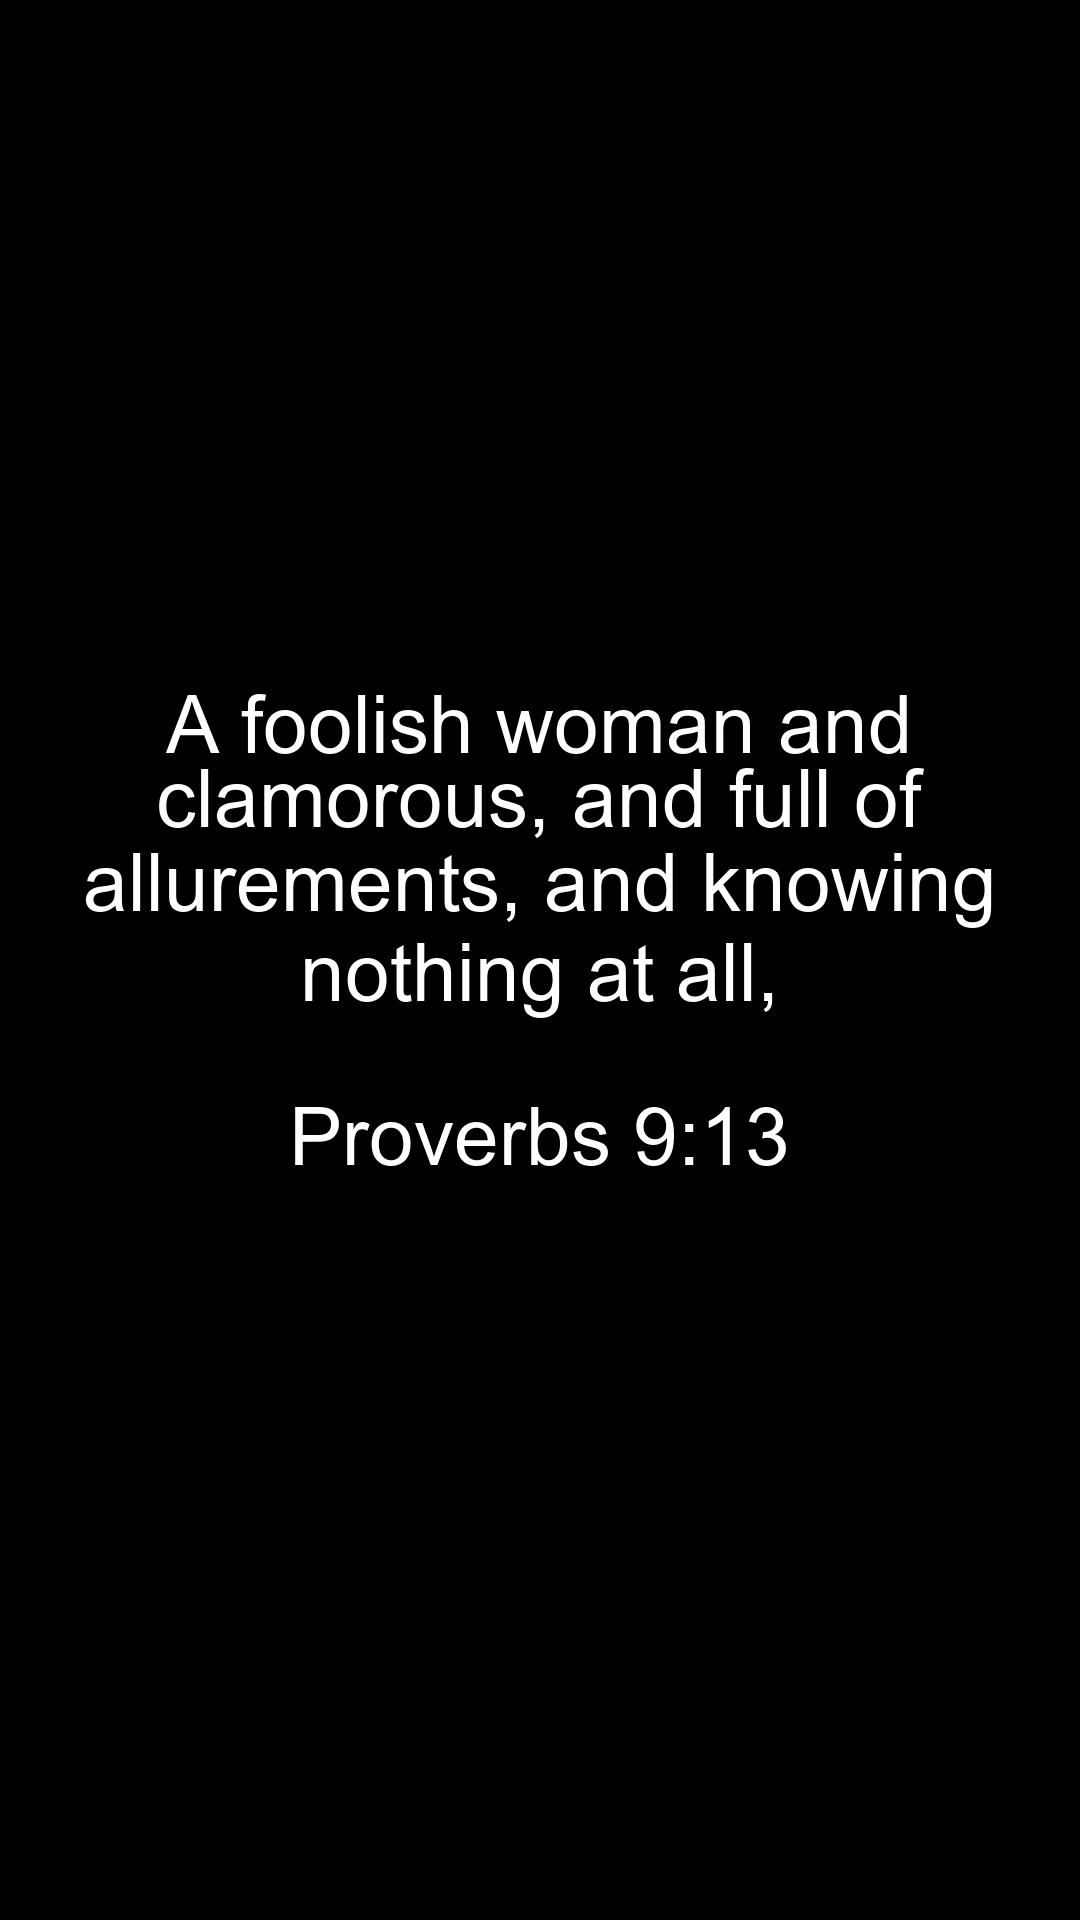 A foolish woman and
clamorous, and full of
allurements, and knowing
nothing at all,
Proverbs 9:13